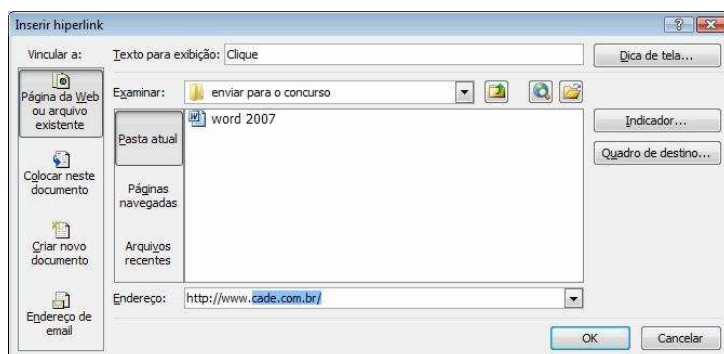 Inserir hiperlink
Vincular a:
Texto para exibição: Clique
Dica de tela...
Página da Web
ou arquivo
existente
Examinar: enviar para o concurso
Pasta atual
word 2007
Indicador...
Quadro de destino...
Colocar neste
documento
Páginas
navegadas
Criar novo
documento
Arquivos
recentes
Endereço de
email
Endereço: http://www.cade.com.br/
OK
Cancelar